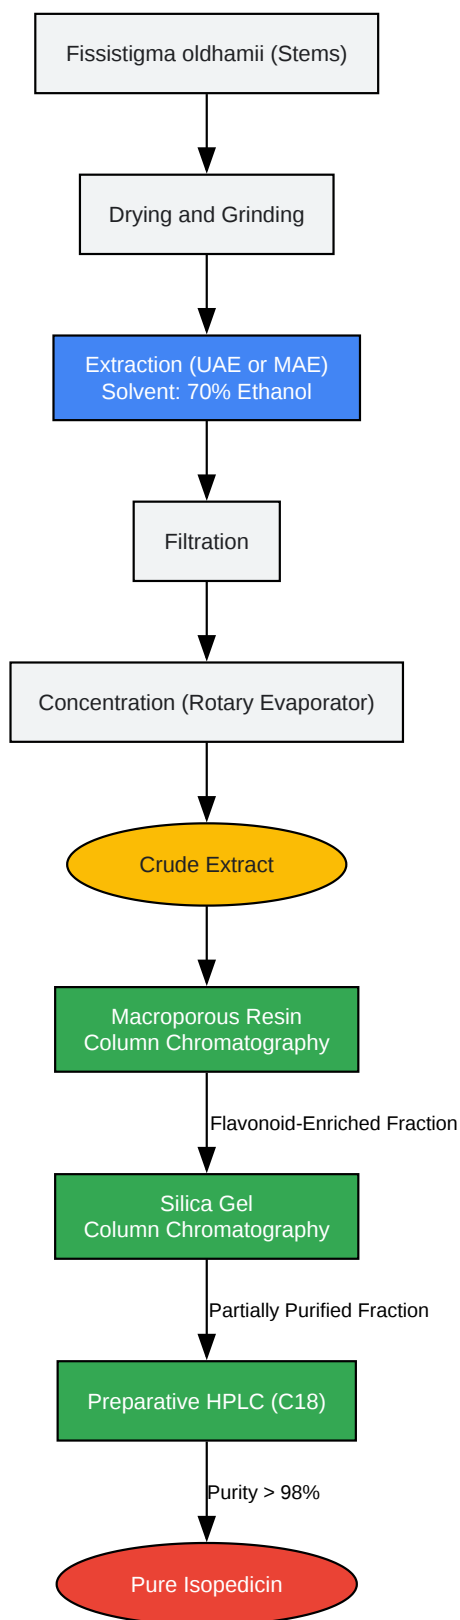 Fissistigma oldhamii (Stems)
Drying and Grinding
Extraction (UAE or MAE)
Solvent: 70% Ethanol
Filtration
Concentration (Rotary Evaporator)
Crude Extract
Macroporous Resin
Column Chromatography
Flavonoid-Enriched Fraction
Silica Gel
Column Chromatography
Partially Purified Fraction
Preparative HPLC (C18)
Purity > 98%
Pure Isopedicin